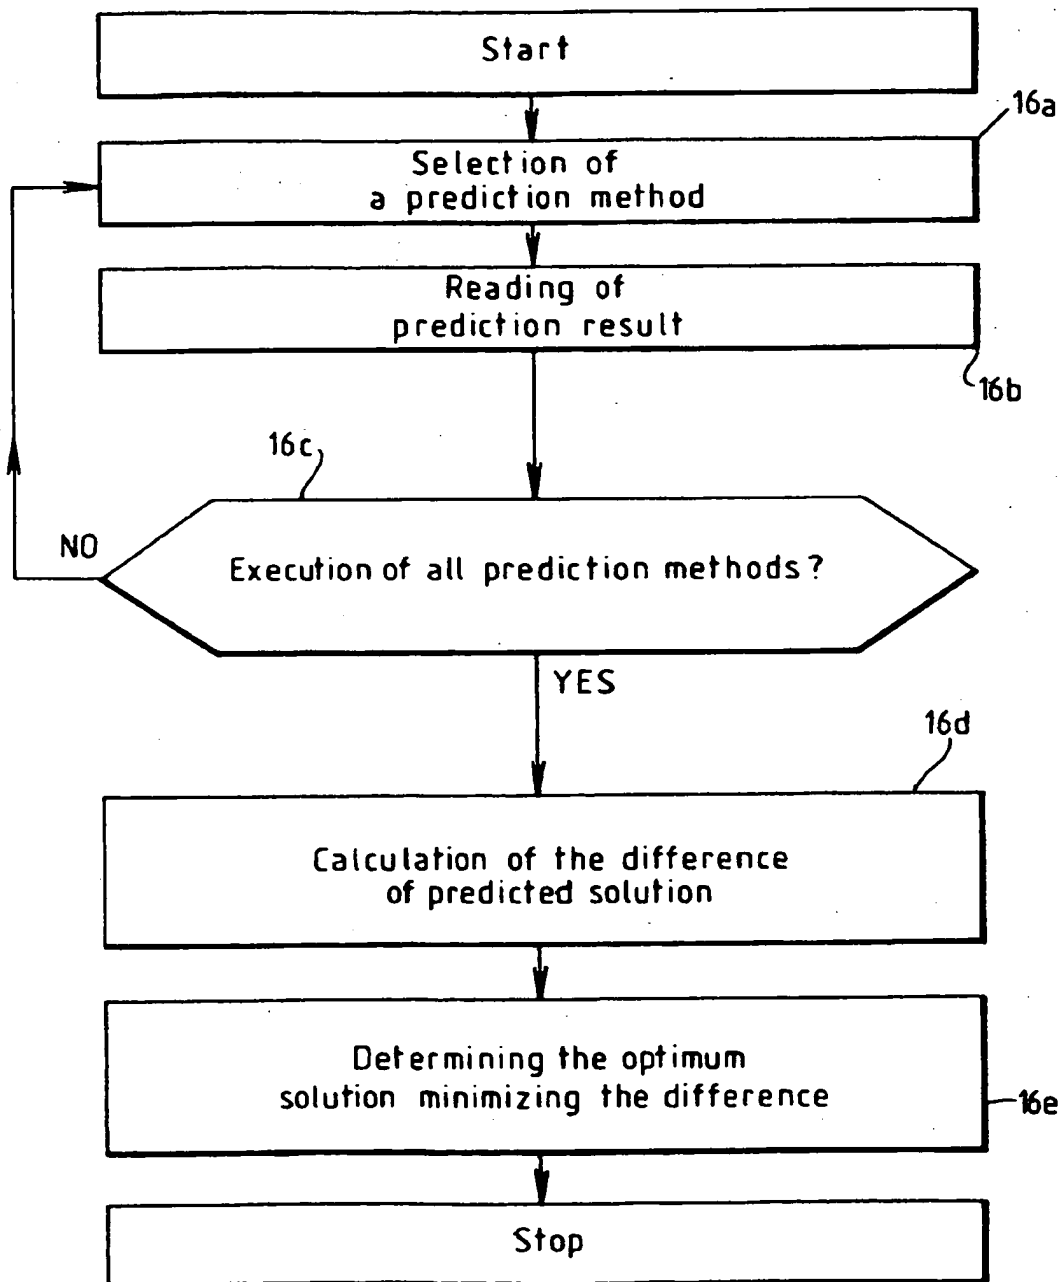 Start
16a
Selection of
a prediction method
Reading of
prediction result
16b
16c
NO
Execution of all prediction methods?
YES
16d
Calculation of the difference
of predicted solution
Determining the optimum
solution minimizing the difference
16e
Stop